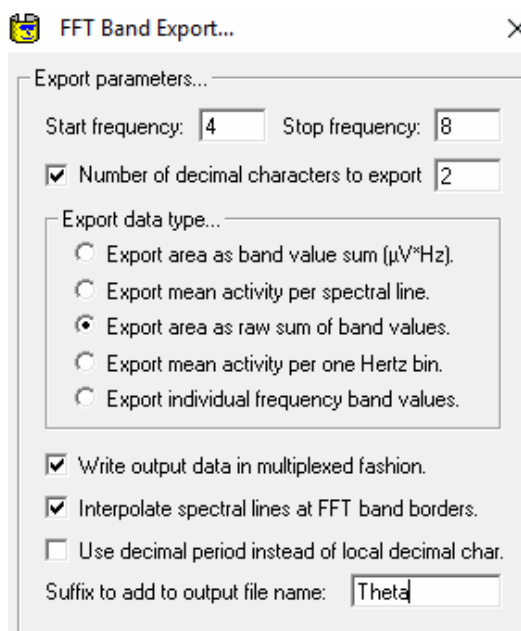 FFT Band Export...
Export parameters...
Start frequency: 4 Stop frequency: 8
Number of decimal characters to export 2
Export data type...
Export area as band value sum (µV*Hz).
Export mean activity per spectral line.
Export area as raw sum of band values.
Export mean activity per one Hertz bin.
Export individual frequency band values.
Write output data in multiplexed fashion.
Interpolate spectral lines at FFT band borders.
Use decimal period instead of local decimal char.
Suffix to add to output file name: Theta